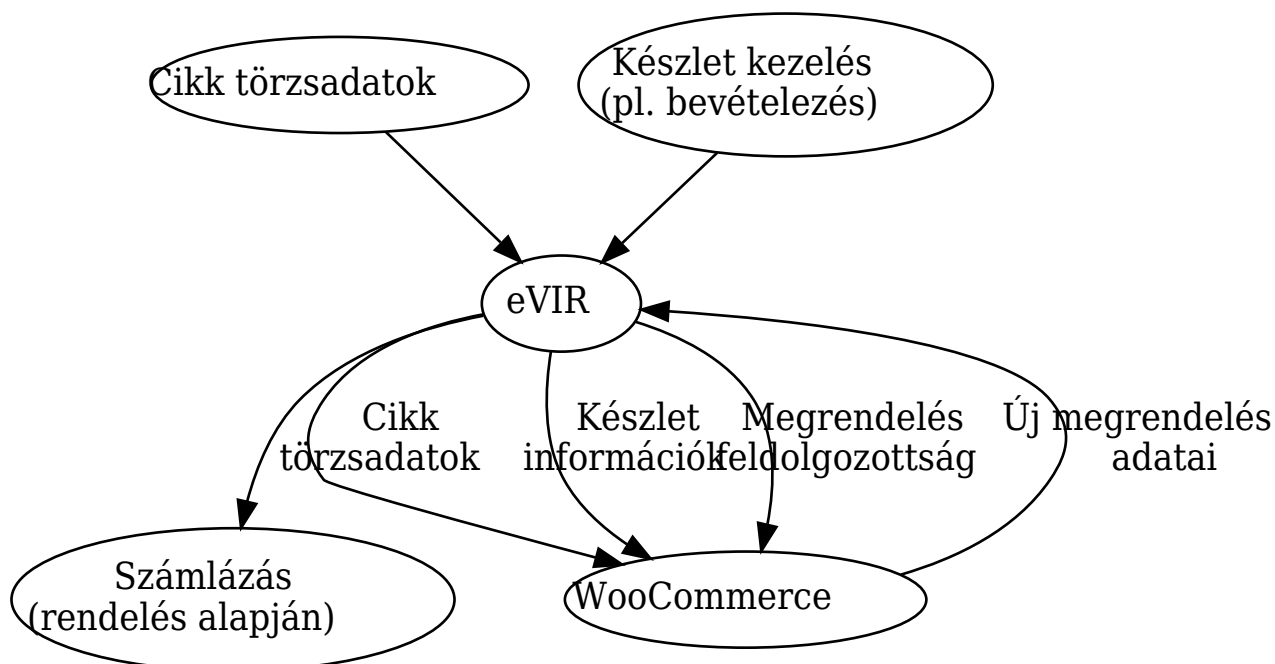 Cikk törzsadatok
Készlet kezelés
(pl. bevételezés)
eVIR
Cikk
törzsadatok
Készlet
információk
Megrendelés
feldolgozottság
Új megrendelés
adatai
Számlázás
(rendelés alapján)
WooCommerce